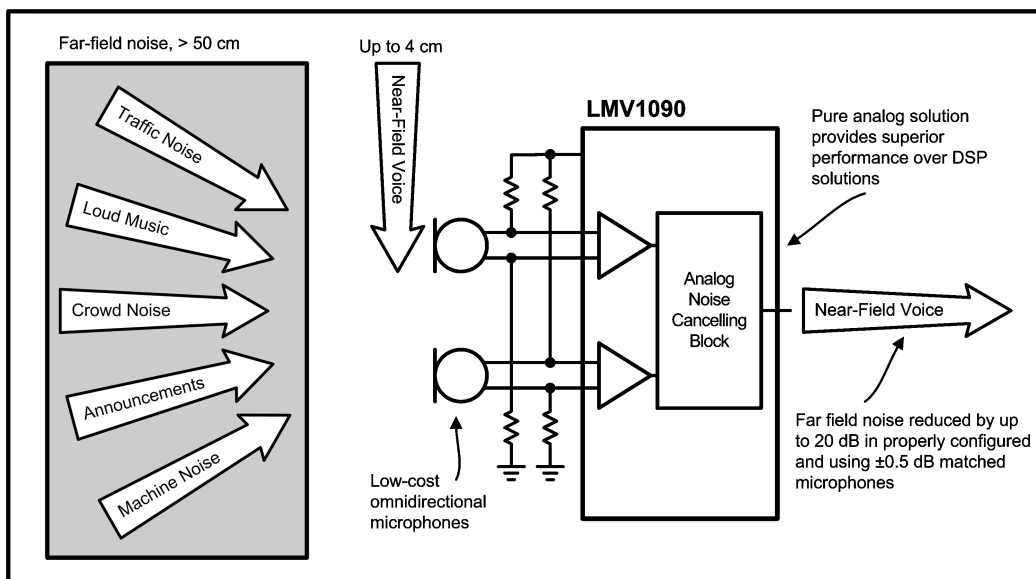 Far-field noise, > 50 cm
Traffic Noise
Loud Music
Crowd Noise
Announcements
Machine Noise
Up to 4 cm
Near-Field Voice
Low-cost
omnidirectional
microphones
LMV1090
Analog
Noise
Cancelling
Block
Pure analog solution
provides superior
performance over DSP
solutions
Near-Field Voice
Far field noise reduced by up
to 20 dB in properly configured
and using ±0.5 dB matched
microphones